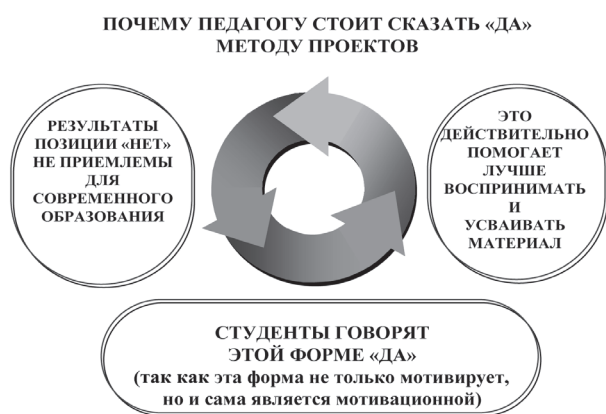 ПОЧЕМУ ПЕДАГОГУ СТОИТ СКАЗАТЬ «ДА»
МЕТОДУ ПРОЕКТОВ
РЕЗУЛЬТАТЫ
ПОЗИЦИИ «НЕТ»
НЕ ПРИЕМЛЕМЫ
ДЛЯ
СОВРЕМЕННОГО
ОБРАЗОВАНИЯ
ЭТО
ДЕЙСТВИТЕЛЬНО
ПОМОГАЕТ
ЛУЧШЕ
ВОСПРИНИМАТЬ
И
УСВАИВАТЬ
МАТЕРИАЛ
СТУДЕНТЫ ГОВОРЯТ
ЭТОЙ ФОРМЕ «ДА»
(так как эта форма не только мотивирует,
но и сама является мотивационной)